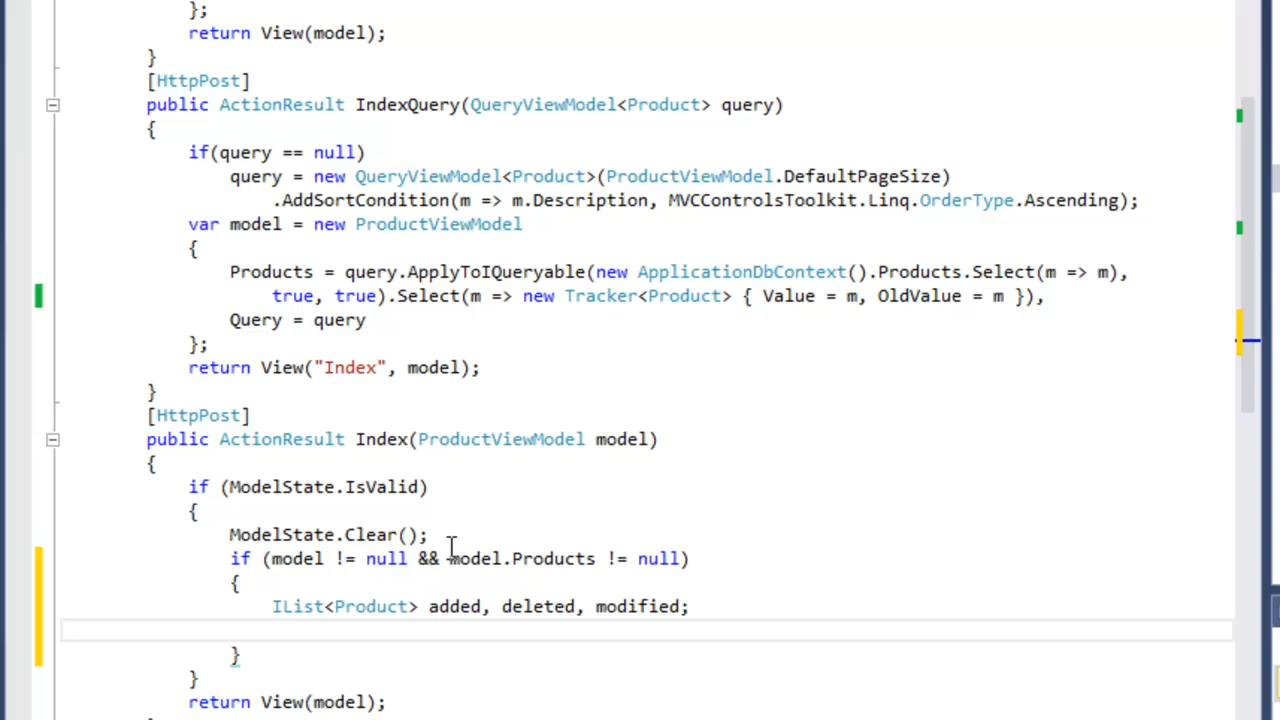 };
return View(model);
}
[HttpPost]
public ActionResult IndexQuery(QueryViewModel<Product> query)
{
if(query == null)
query = new QueryViewModel<Product>(ProductViewModel.DefaultPageSize)
.AddSortCondition(m => m.Description, MVCControlsToolkit.Linq.OrderType.Ascending);
var model = new ProductViewModel
{
Products = query.ApplyToIQueryable(new ApplicationDbContext().Products.Select(m => m),
true, true).Select(m => new Tracker<Product> { Value = m, OldValue = m }),
Query = query
};
return View("Index", model);
}
[HttpPost]
public ActionResult Index(ProductViewModel model)
{
if (ModelState.IsValid)
{
ModelState.Clear();
if (model != null && model.Products != null)
{
IList<Product> added, deleted, modified;
}
}
return View(model);